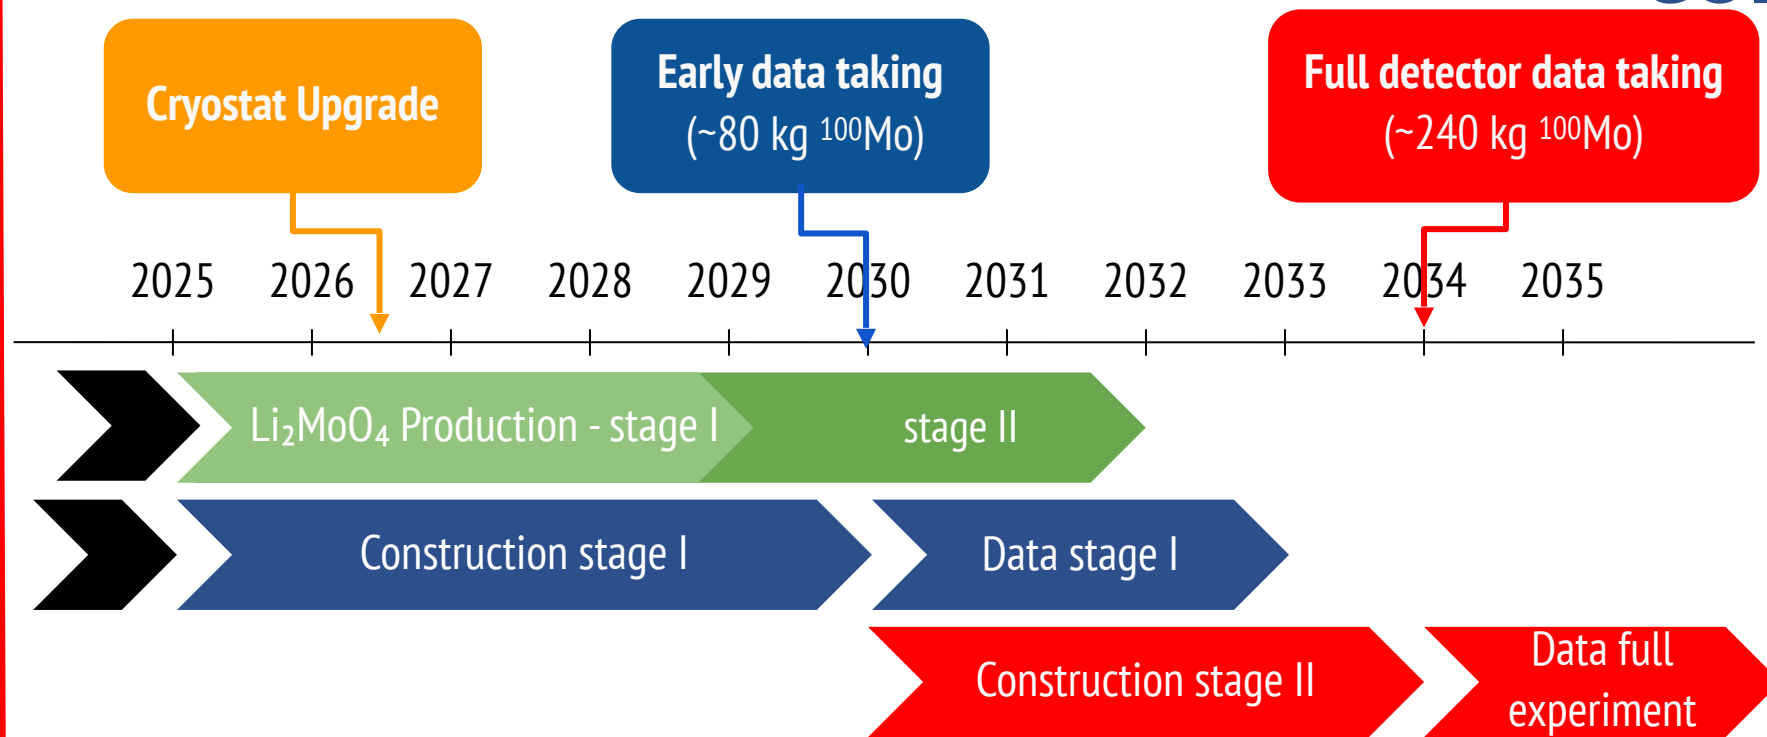 Cryostat Upgrade
Early data taking
(~80 kg ¹⁰⁰Mo)
Full detector data taking
(~240 kg ¹⁰⁰Mo)
2025 2026 2027 2028 2029 2030 2031 2032 2033 2034 2035
Li₂MoO₄ Production - stage I
stage II
Construction stage I
Data stage I
Construction stage II
Data full
experiment